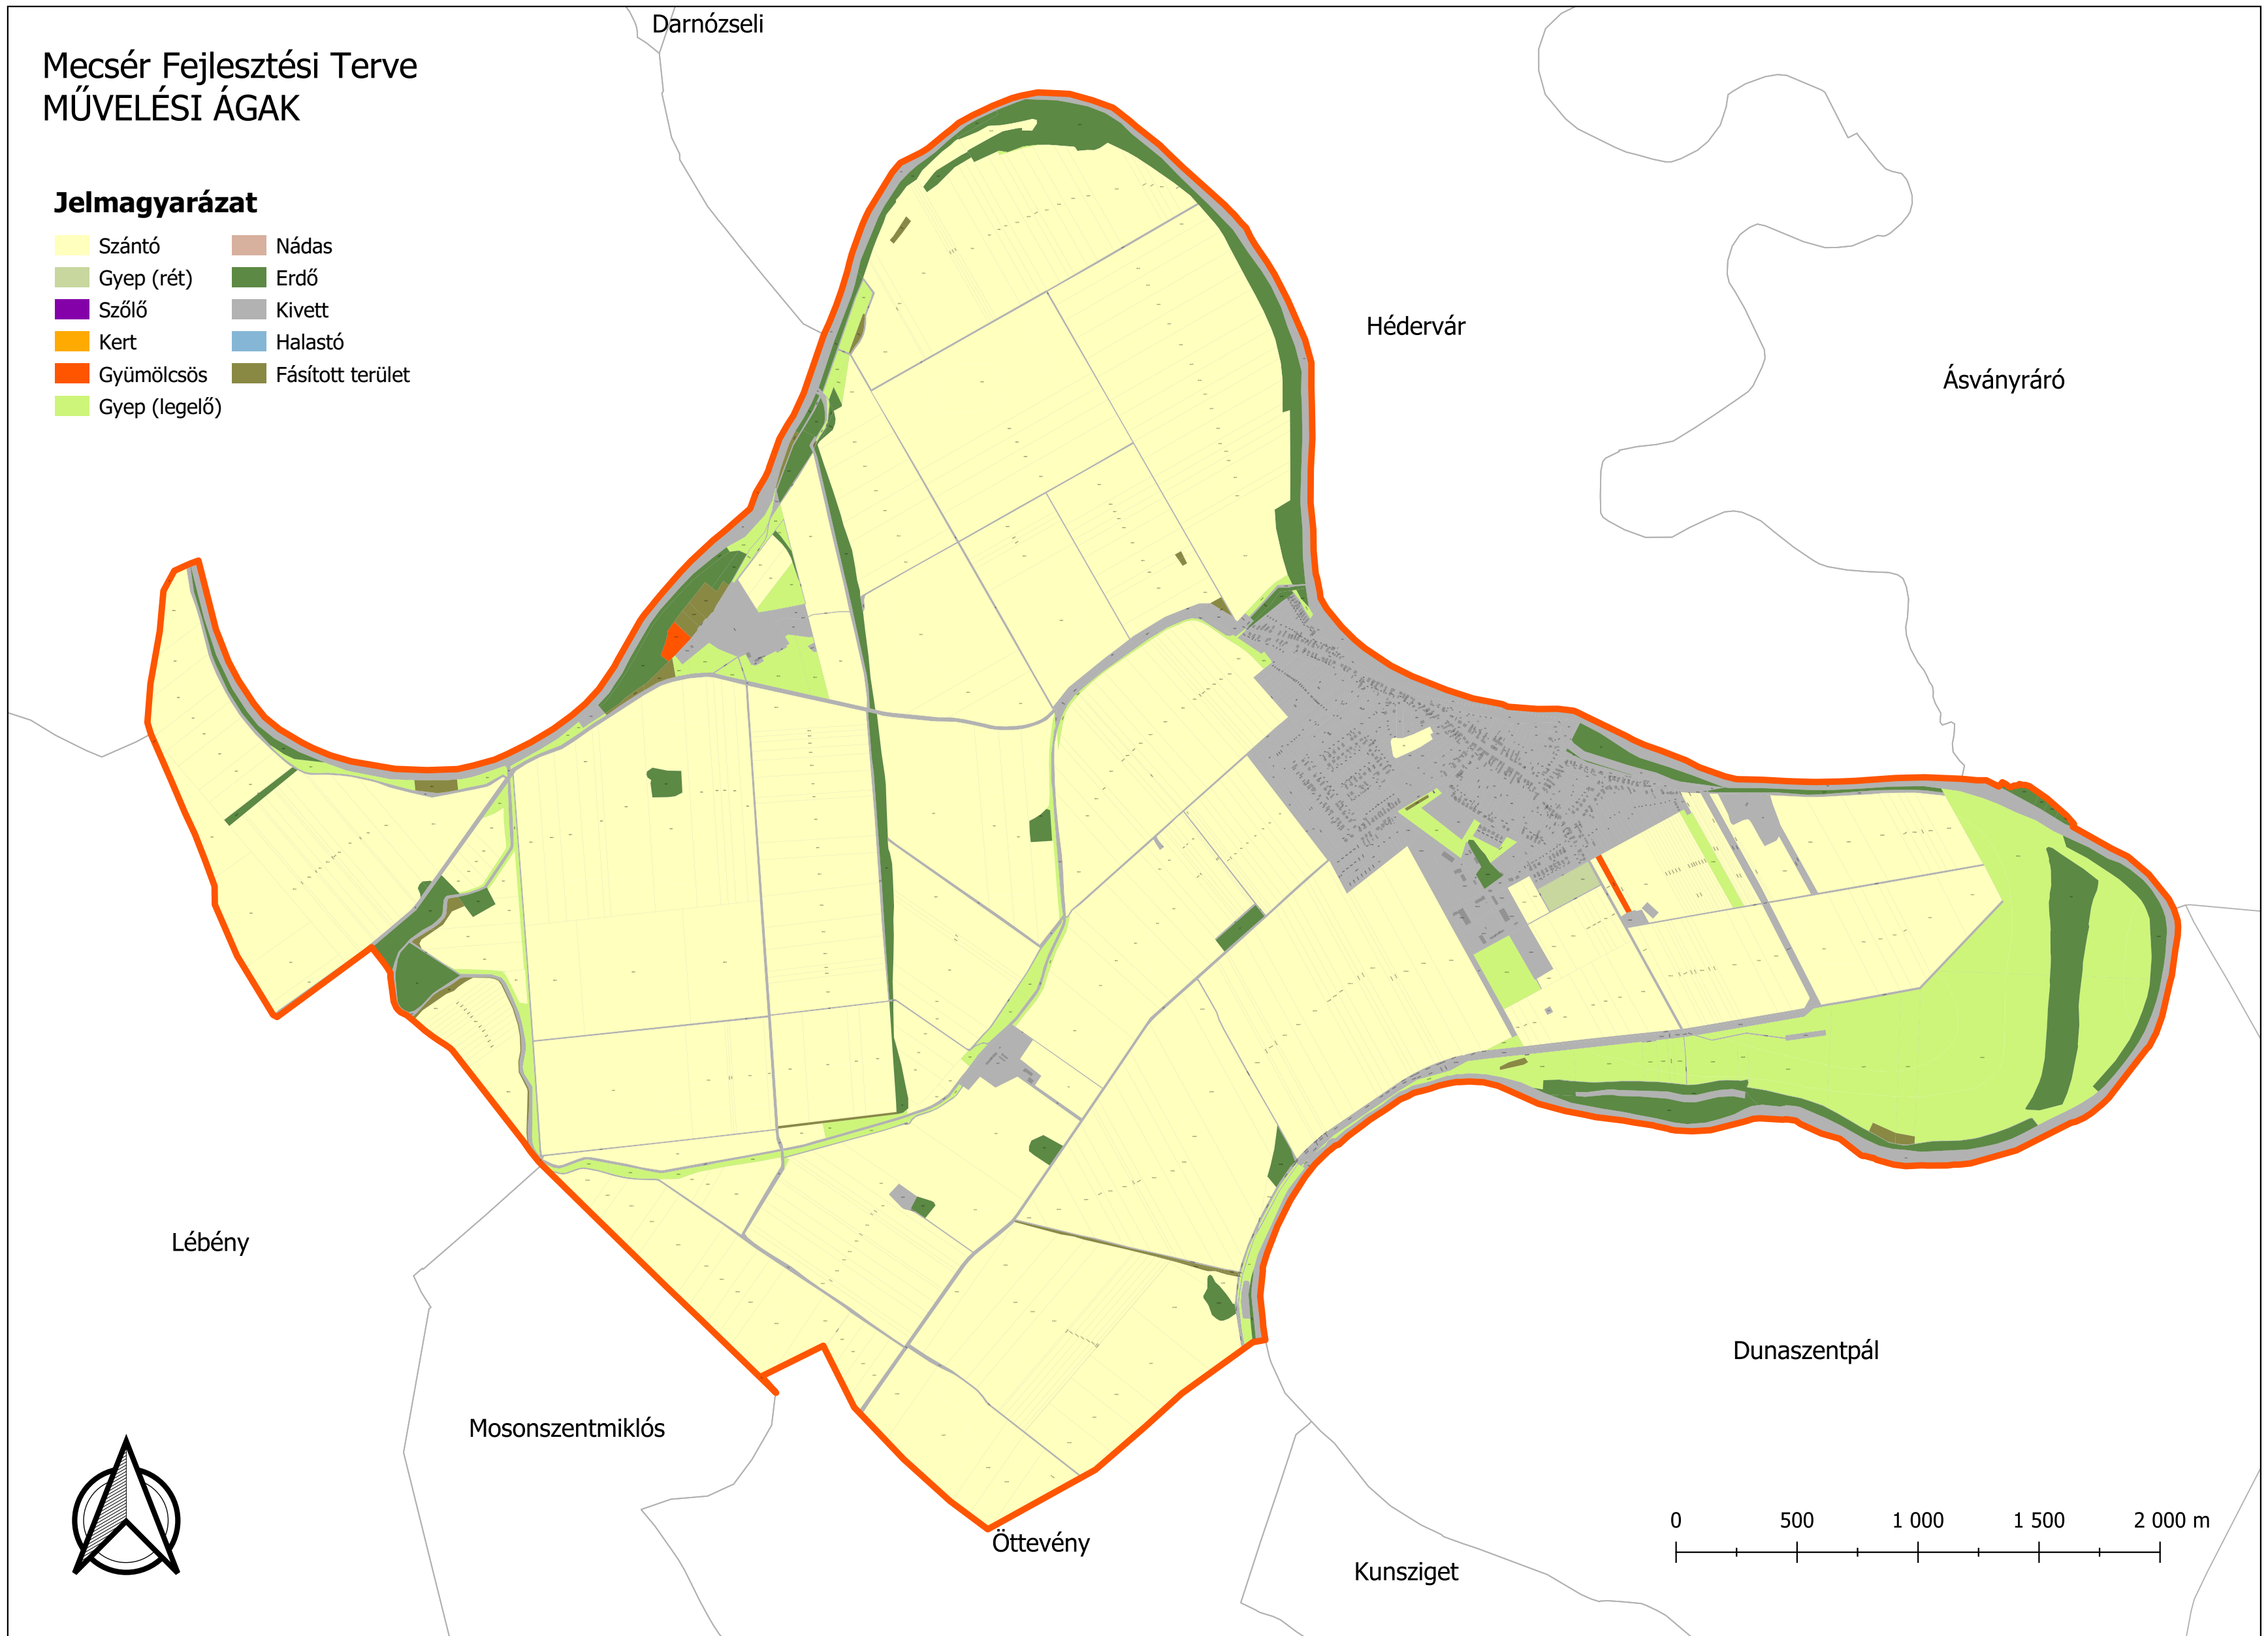 Darnózseli
Mecsér Fejlesztési Terve
MŰVELÉSI ÁGAK
Jelmagyarázat
Szántó
Gyep (rét)
Szőlő
Kert
Gyümölcsös
Gyep (legelő)
Nádas
Erdő
Kivett
Halastó
Fásított terület
Hédervár
Ásványráró
Lébény
Dunaszentpál
Mosonszentmiklós
Öttevény
Kunsziget
0 500 1 000 1 500 2 000 m